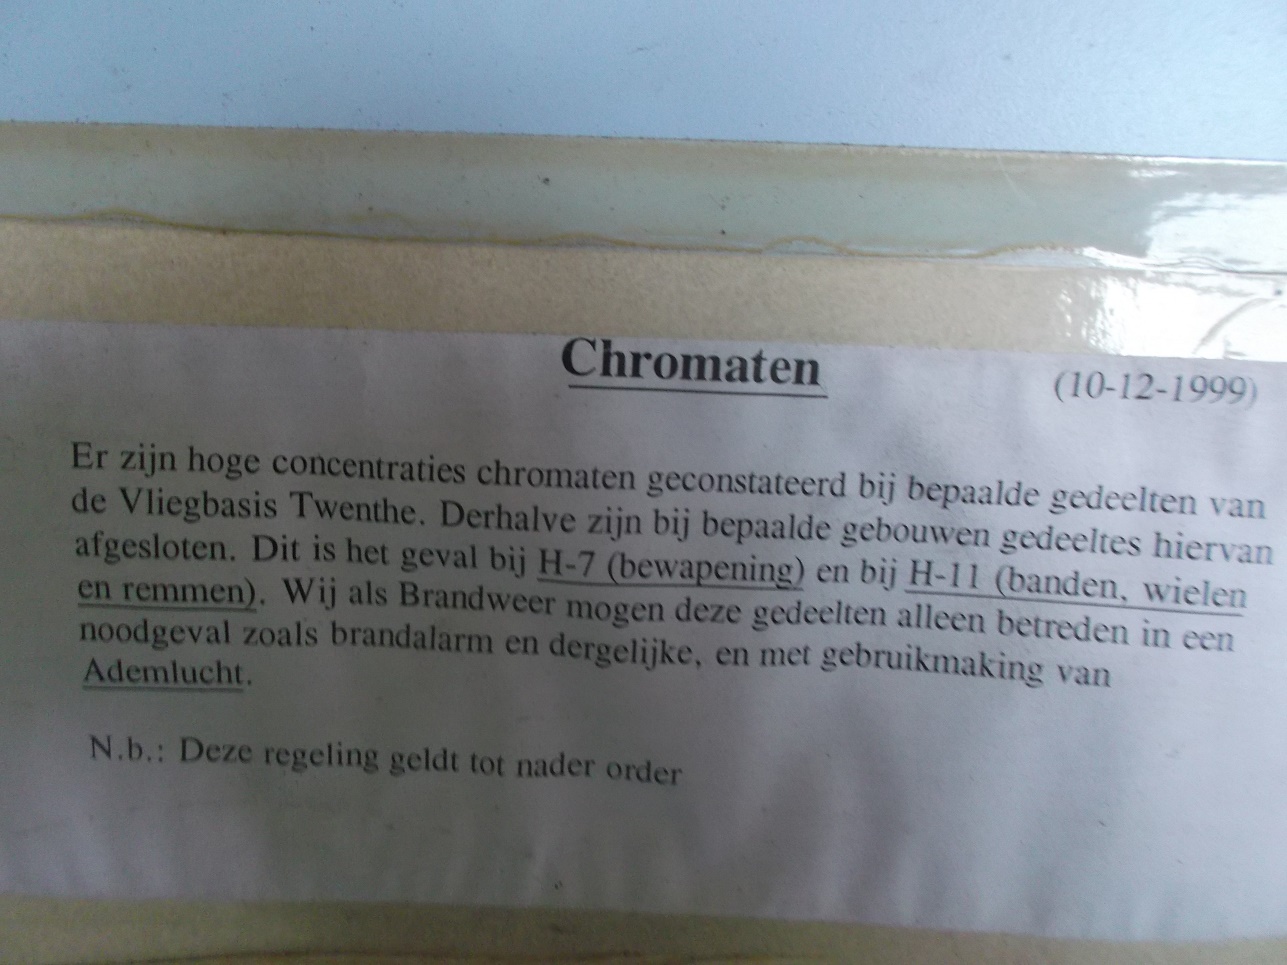 Chromaten
(10-12-1999)
Er zijn hoge concentraties chromaten geconstateerd bij bepaalde gedeelten van
de Vliegbasis Twenthe. Derhalve zijn bij bepaalde gebouwen gedeeltes hiervan
afgesloten. Dit is het geval bij H-7 (bewapening) en bij H-11 (banden, wielen
en remmen). Wij als Brandweer mogen deze gedeelten alleen betreden in een
noodgeval zoals brandalarm en dergelijke, en met gebruikmaking van
Ademlucht.
N.b.: Deze regeling geldt tot nader order